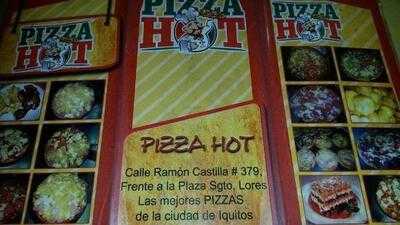 PIZZA
HOT
PIZZA
HOT
PIZZA
HOT
PIZZA HOT
Calle Ramón Castilla # 379,
Frente a la Plaza Sgto, Lores
Las mejores PIZZAS
de la ciudad de Iquitos